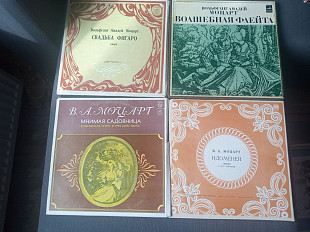 Вольфганг Амадей Моцарт
СВАДЬБА ФИГАРО
ВОЛЬФГАНГ АМАДЕЙ
МОЦАРТ
ВОЛШЕБНАЯ ФЛЕЙТА
В. А. МОЦАРТ
МНИМАЯ САДОВНИЦА
В. А. МОЦАРТ
ИДОМЕНЕЙ